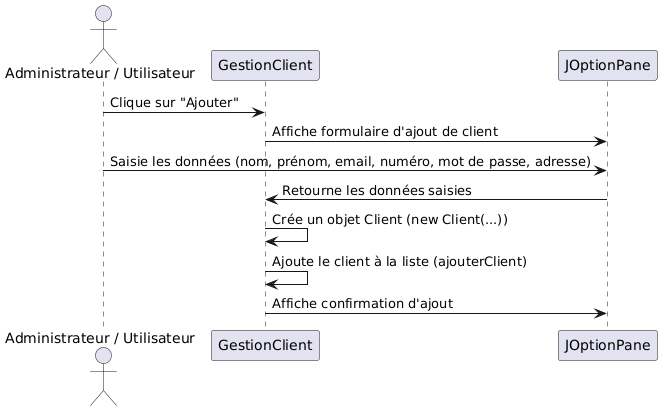 Administrateur / Utilisateur
GestionClient
JOptionPane
Clique sur "Ajouter"
Affiche formulaire d'ajout de client
Saisie les données (nom, prénom, email, numéro, mot de passe, adresse)
Retourne les données saisies
Crée un objet Client (new Client(...))
Ajoute le client à la liste (ajouterClient)
Affiche confirmation d'ajout
Administrateur / Utilisateur
GestionClient
JOptionPane